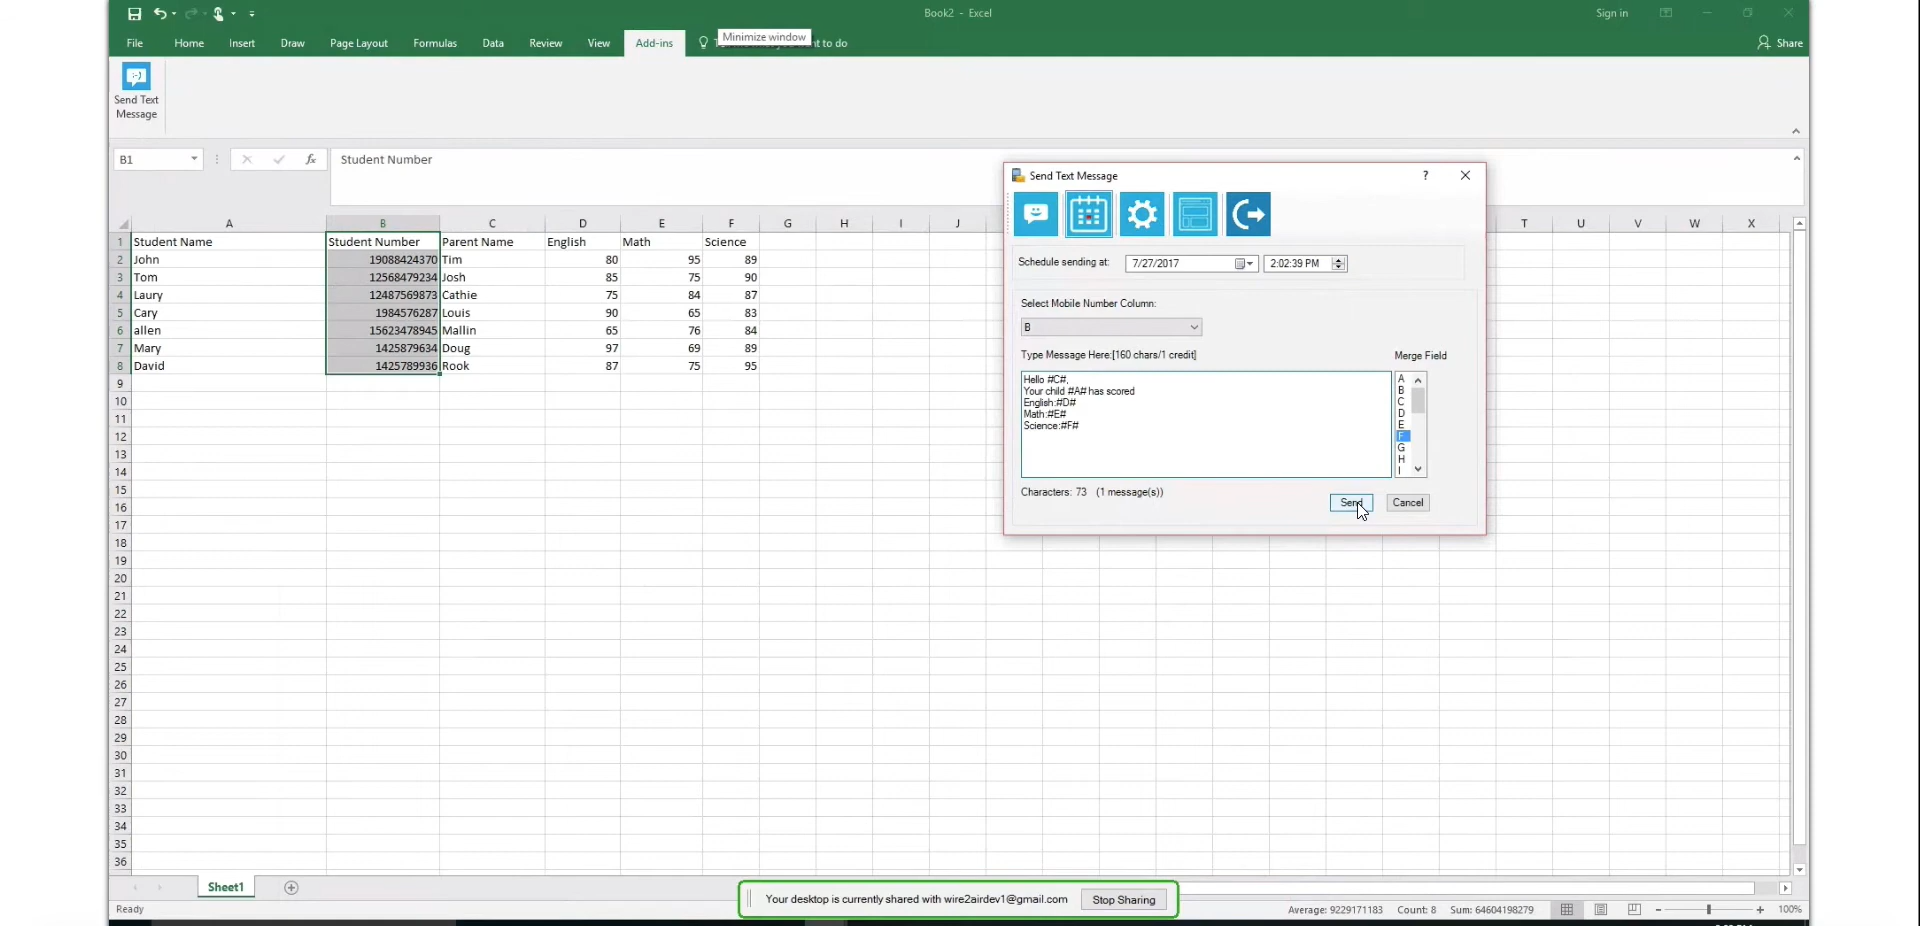 Book2 - Excel
Sign in
File Home Insert Draw Page Layout Formulas Data Review View Add-ins to do
Minimize window
Share
Send Text
Message
B1
fx
Student Number
A B C D E F G H I J T U V W X
1 Student Name Student Number Parent Name English Math Science
2 John 19088424370 Tim 80 95 89
3 Tom 12568479234 Josh 85 75 90
4 Laury 12487569873 Cathie 75 84 87
5 Cary 1984576287 Louis 90 65 83
6 allen 15623478945 Mallin 65 76 84
7 Mary 1425879634 Doug 97 69 89
8 David 1425789936 Rook 87 75 95
9
10
11
12
13
14
15
16
17
18
19
20
21
22
23
24
25
26
27
28
29
30
31
32
33
34
35
36
Send Text Message
?
Schedule sending at: 7/27/2017 2:02:39 PM
Select Mobile Number Column:
B
Type Message Here:[160 chars/1 credit]
Merge Field
Hello #C#,
Your child #A# has scored
English:#D#
Math:#E#
Science:#F#
A
B
C
D
E
F
G
H
I
Characters: 73 (1 message(s))
Send Cancel
Sheet1
Your desktop is currently shared with wire2airdev1@gmail.com
Stop Sharing
Ready
Average: 9229171183 Count: 8 Sum: 64604198279
100%